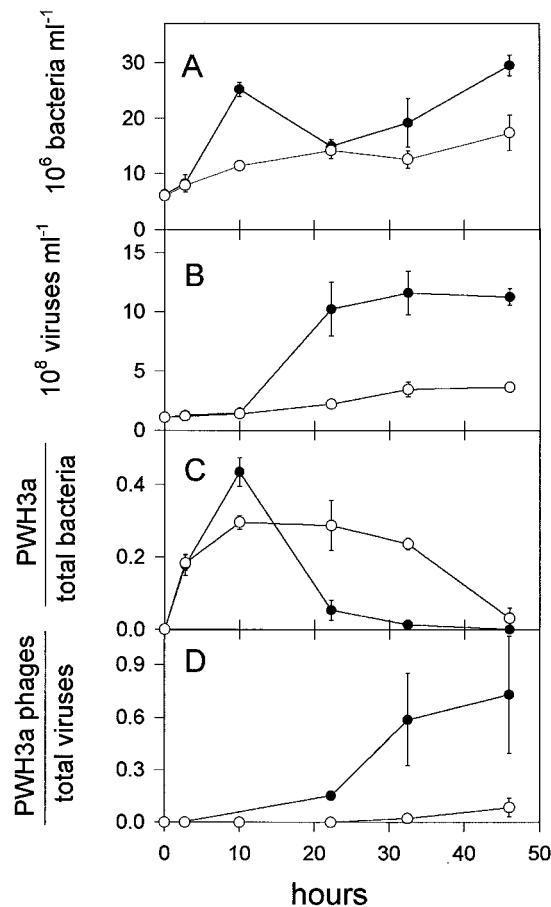 A
10⁶ bacteria ml⁻¹
30
20
10
0
B
10⁸ viruses ml⁻¹
15
10
5
0
C
PWH3a
total bacteria
0.4
0.2
0.0
D
PWH3a phages
total viruses
0.9
0.6
0.3
0.0
0 10 20 30 40 50
hours